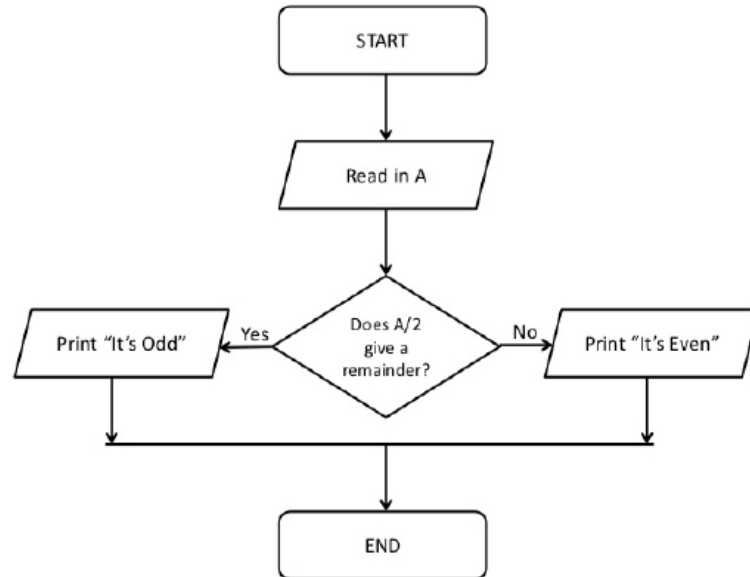 START
Read in A
Does A/2
give a
remainder?
Yes
No
Print “It’s Odd”
Print “It’s Even”
END